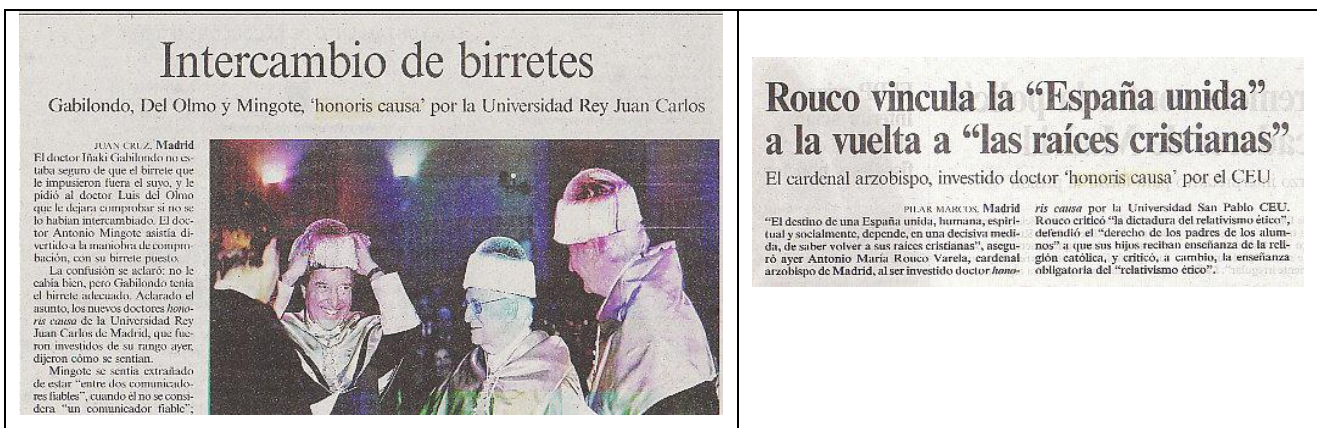 Intercambio de birretes
Gabilondo, Del Olmo y Mingote, ‘honoris causa’ por la Universidad Rey Juan Carlos
JUAN CRUZ, Madrid
El doctor Iñaki Gabilondo no es-
taba seguro de que el birrete que
le impusieron fuera el suyo, y le
pidió al doctor Luis del Olmo
que le dejara comprobar si no se
lo habían intercambiado. El doc-
tor Antonio Mingote asistía di-
vertido a la maniobra de compro-
bación, con su birrete puesto.
La confusión se aclaró: no le
cabía bien, pero Gabilondo tenía
el birrete adecuado. Aclarado el
asunto, los nuevos doctores hono-
ris causa de la Universidad Rey
Juan Carlos de Madrid, que fue-
ron investidos de su rango ayer,
dijeron cómo se sentían.
Mingote se sentía extrañado
de estar “entre dos comunicado-
res fiables”, cuando él no se consi-
dera “un comunicador fiable”;
Rouco vincula la “España unida”
a la vuelta a “las raíces cristianas”
El cardenal arzobispo, investido doctor ‘honoris causa’ por el CEU
PILAR MARCOS, Madrid
“El destino de una España unida, humana, espiri-
tual y socialmente, depende, en una decisiva medi-
da, de saber volver a sus raíces cristianas”, asegu-
ró ayer Antonio María Rouco Varela, cardenal
arzobispo de Madrid, al ser investido doctor hono-
ris causa por la Universidad San Pablo CEU.
Rouco criticó “la dictadura del relativismo ético”,
defendió el “derecho de los padres de los alum-
nos” a que sus hijos reciban enseñanza de la reli-
gión católica, y criticó, a cambio, la enseñanza
obligatoria del “relativismo ético”.